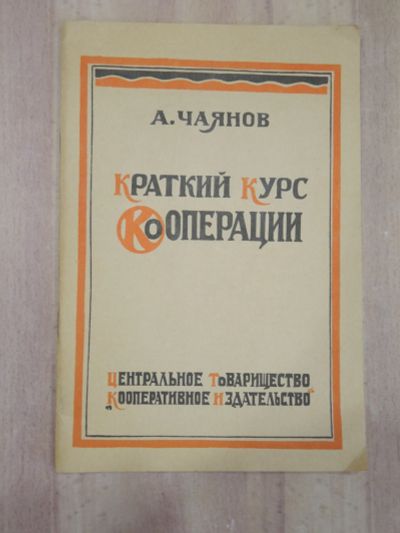 А. ЧАЯНОВ
КРАТКИЙ КУРС
КООПЕРАЦИИ
ЦЕНТРАЛЬНОЕ ТОВАРИЩЕСТВО
„КООПЕРАТИВНОЕ ИЗДАТЕЛЬСТВО"